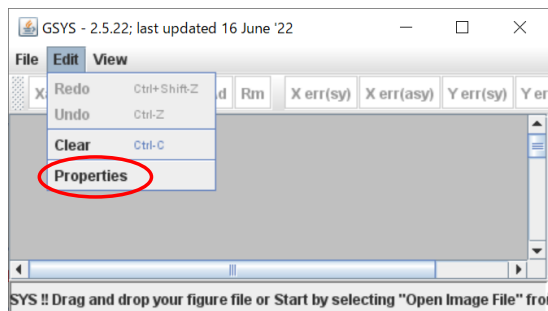 GSYS - 2.5.22; last updated 16 June '22
File Edit View
Rm X err(sy) X err(asy) Y err(sy)
Redo Ctrl+Shift-Z
Undo Ctrl-Z
Clear Ctrl-C
Properties
SYS !! Drag and drop your figure file or Start by selecting "Open Image File"